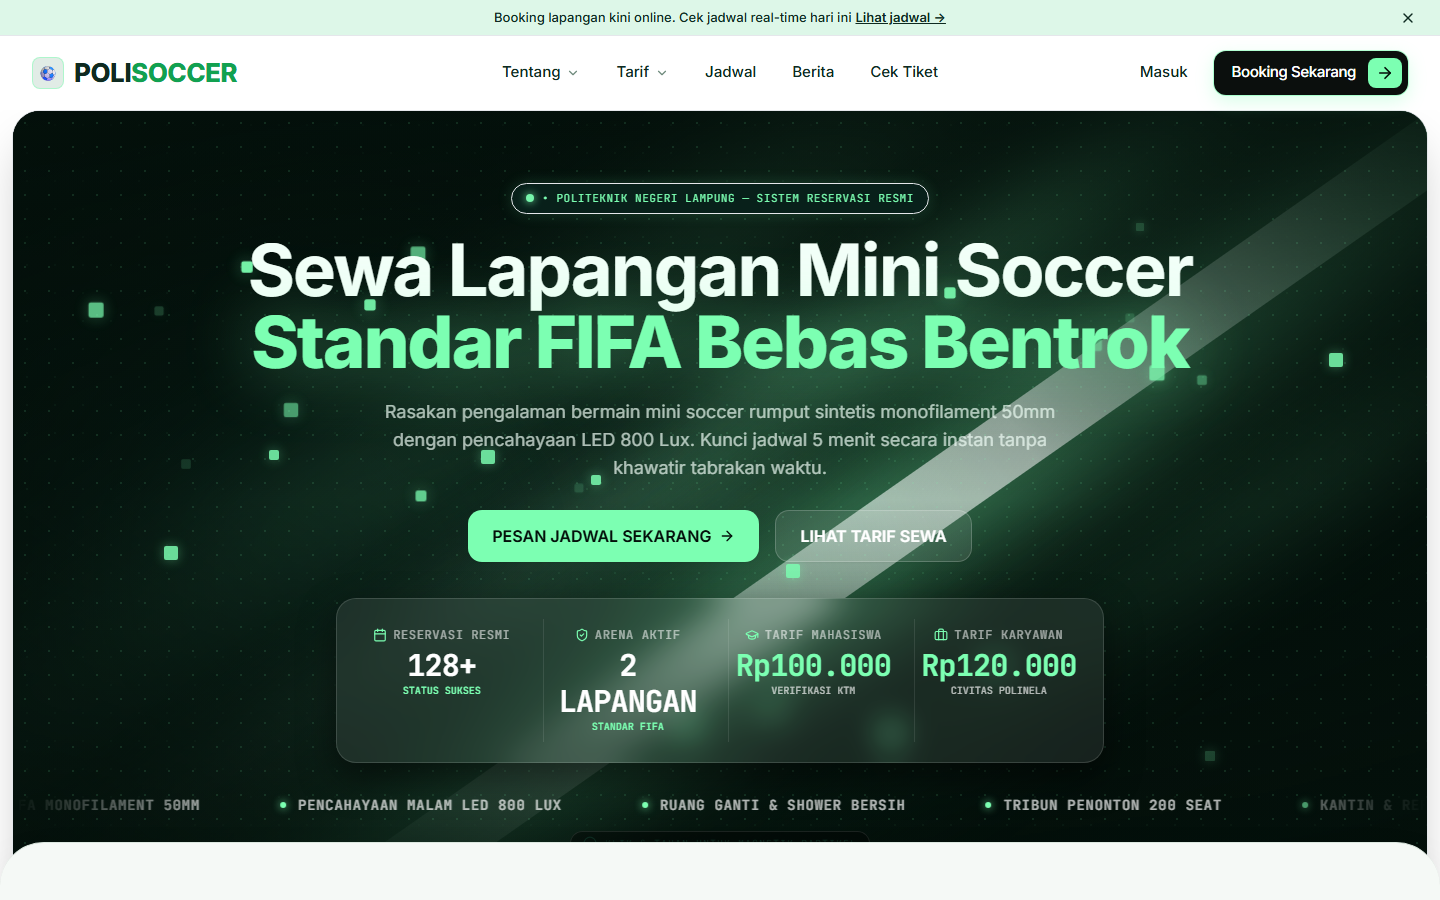 Booking lapangan kini online. Cek jadwal real-time hari ini Lihat jadwal →
POLISOCCER
Tentang
Tarif
Jadwal
Berita
Cek Tiket
Masuk
Booking Sekarang →
• POLITEKNIK NEGERI LAMPUNG — SISTEM RESERVASI RESMI
Sewa Lapangan Mini Soccer
Standar FIFA Bebas Bentrok
Rasakan pengalaman bermain mini soccer rumput sintetis monofilament 50mm
dengan pencahayaan LED 800 Lux. Kunci jadwal 5 menit secara instan tanpa
khawatir tabrakan waktu.
PESAN JADWAL SEKARANG →
LIHAT TARIF SEWA
RESERVASI RESMI
128+
STATUS SUKSES
ARENA AKTIF
2
LAPANGAN
STANDAR FIFA
TARIF MAHASISWA
Rp100.000
VERIFIKASI KTM
TARIF KARYAWAN
Rp120.000
CIVITAS POLINELA
MONOFILAMENT 50MM
PENCAHAYAAN MALAM LED 800 LUX
RUANG GANTI & SHOWER BERSIH
TRIBUN PENONTON 200 SEAT
KANTIN &